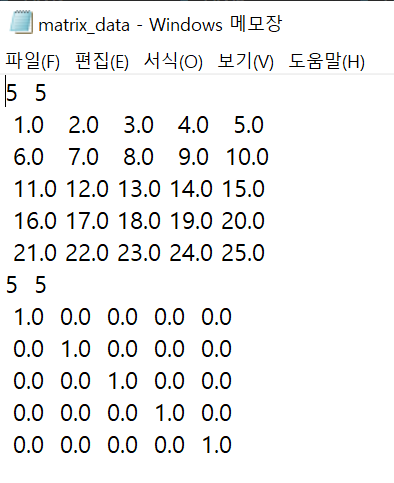 matrix_data - Windows 메모장
파일(F) 편집(E) 서식(O) 보기(V) 도움말(H)
5 5
1.0 2.0 3.0 4.0 5.0
6.0 7.0 8.0 9.0 10.0
11.0 12.0 13.0 14.0 15.0
16.0 17.0 18.0 19.0 20.0
21.0 22.0 23.0 24.0 25.0
5 5
1.0 0.0 0.0 0.0 0.0
0.0 1.0 0.0 0.0 0.0
0.0 0.0 1.0 0.0 0.0
0.0 0.0 0.0 1.0 0.0
0.0 0.0 0.0 0.0 1.0